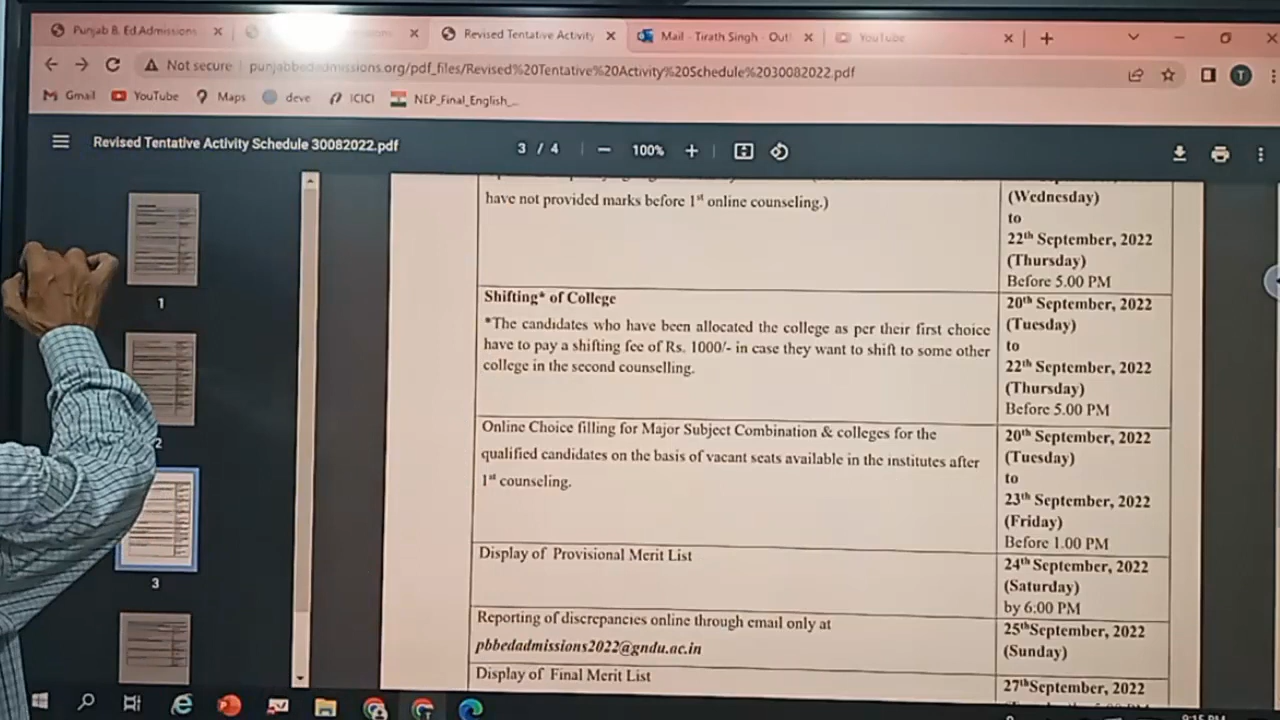 Punjab B. Ed.Admissions
Revised Tentative Activity
Mail - Tirath Singh - Out
YouTube
Not secure
punjabbedadmissions.org/pdf_files/Revised%20Tentative%20Activity%20Schedule%2030082022.pdf
T
Gmail
YouTube
Maps
deve
ICICI
NEP_Final_English_...
Revised Tentative Activity Schedule 30082022.pdf
3 / 4
100%
1
2
3
have not provided marks before 1st online counseling.)
(Wednesday)
to
22th September, 2022
(Thursday)
Before 5.00 PM
Shifting* of College
*The candidates who have been allocated the college as per their first choice
have to pay a shifting fee of Rs. 1000/- in case they want to shift to some other
college in the second counselling.
20th September, 2022
(Tuesday)
to
22th September, 2022
(Thursday)
Before 5.00 PM
Online Choice filling for Major Subject Combination & colleges for the
qualified candidates on the basis of vacant seats available in the institutes after
1st counseling.
20th September, 2022
(Tuesday)
to
23th September, 2022
(Friday)
Before 1.00 PM
Display of Provisional Merit List
24th September, 2022
(Saturday)
by 6:00 PM
Reporting of discrepancies online through email only at
pbbedadmissions2022@gndu.ac.in
25thSeptember, 2022
(Sunday)
Display of Final Merit List
27thSeptember, 2022